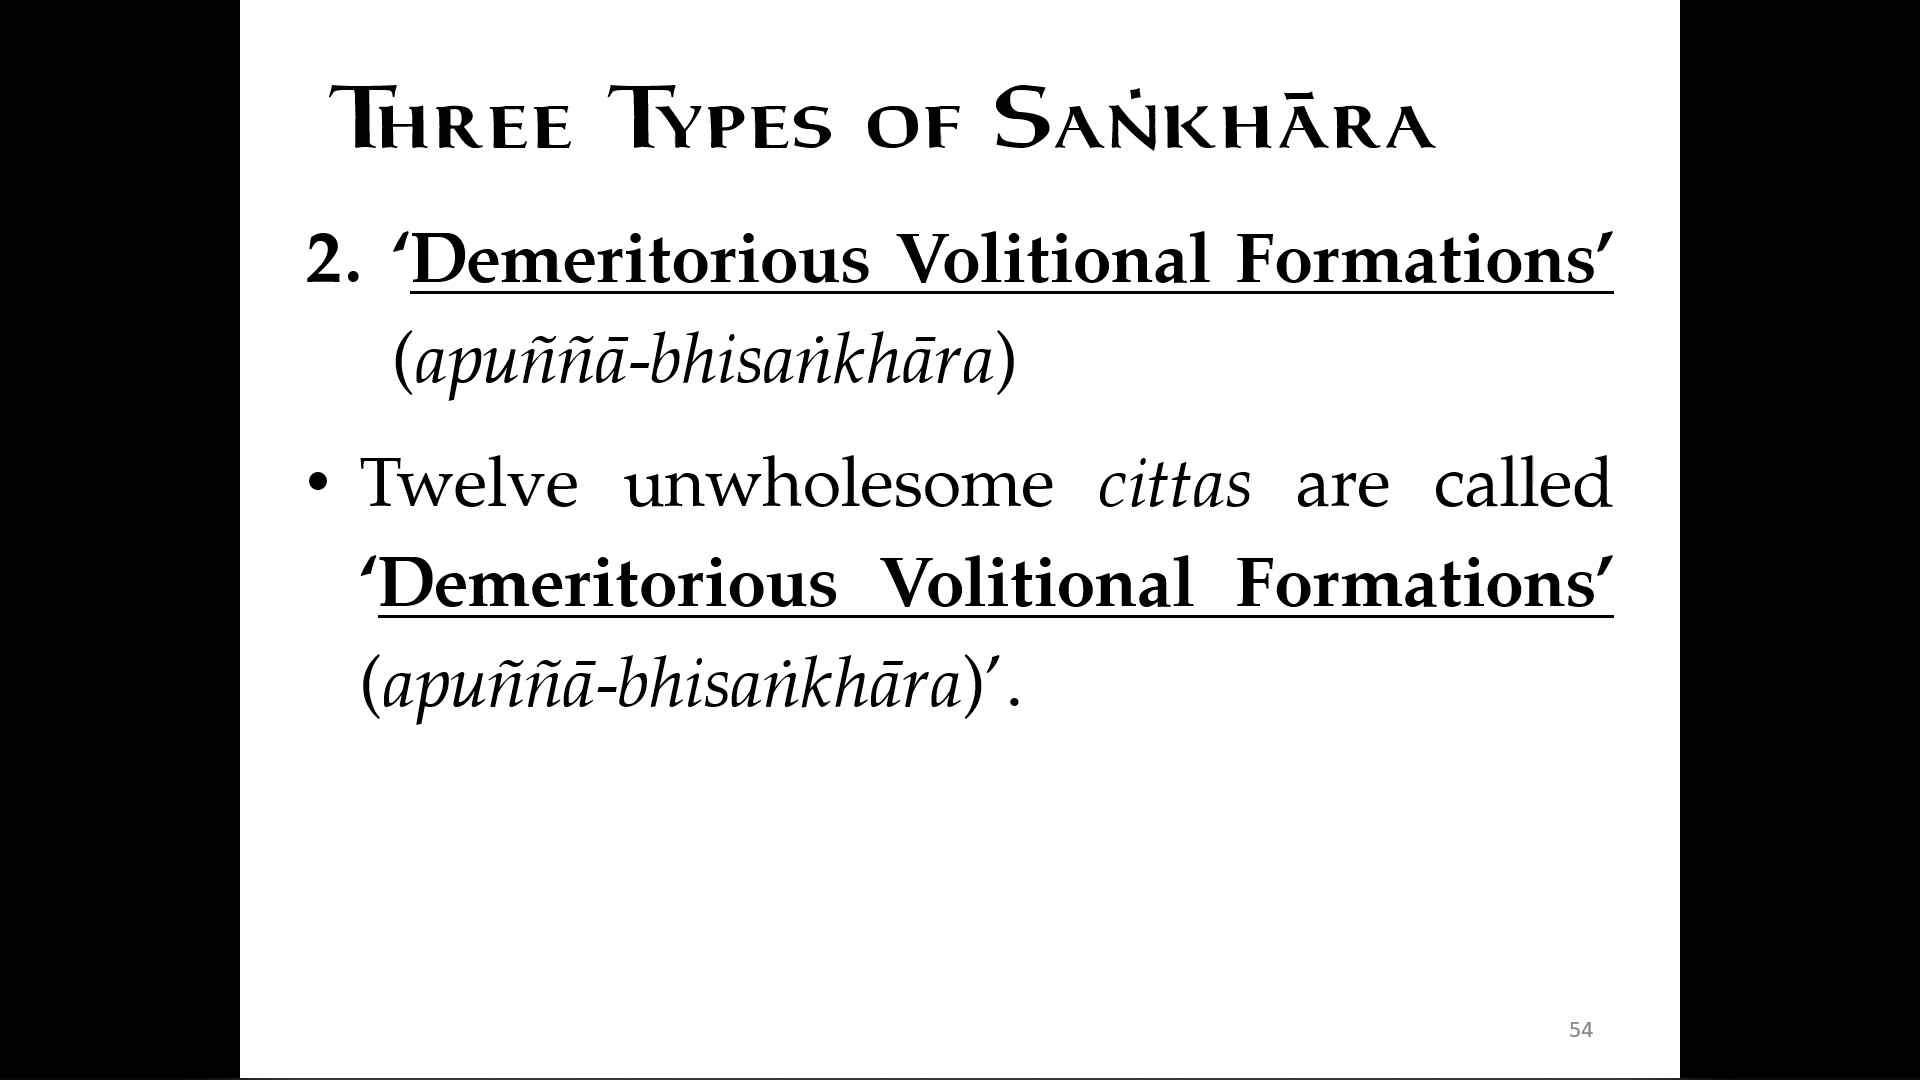 Three Types of Saṅkhāra
2. ‘Demeritorious Volitional Formations’
(apuññā-bhisaṅkhāra)
• Twelve unwholesome cittas are called
‘Demeritorious Volitional Formations’
(apuññā-bhisaṅkhāra)’.
54